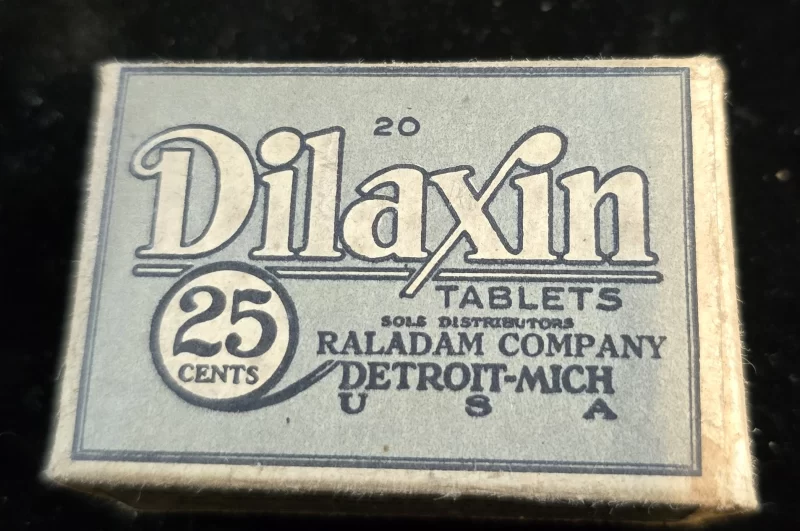 20
Dilaxin
TABLETS
25
CENTS
SOLE DISTRIBUTORS
RALADAM COMPANY
DETROIT-MICH
U S A